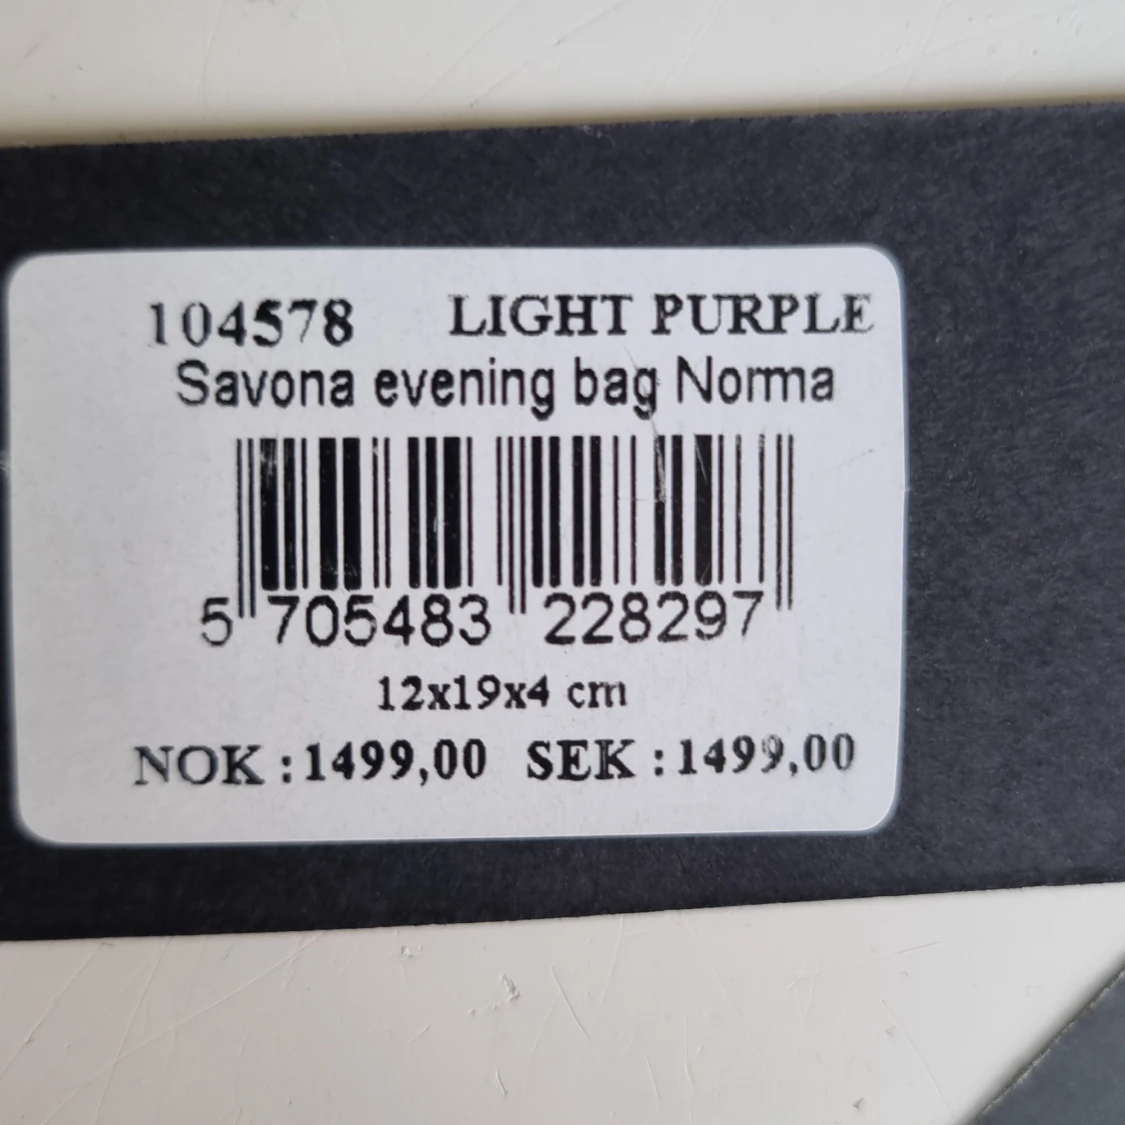 104578 LIGHT PURPLE
Savona evening bag Norma
5 705483 228297
12x19x4 cm
NOK :1499,00 SEK :1499,00